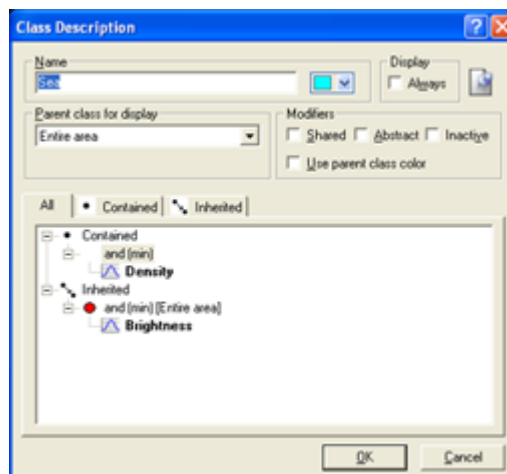 Class Description
Name
Display
Sea
Always
Parent class for display
Modifiers
Entire area
Shared
Abstract
Inactive
Use parent class color
All
Contained
Inherited
Contained
and (min)
Density
Inherited
and (min) [Entire area]
Brightness
OK
Cancel